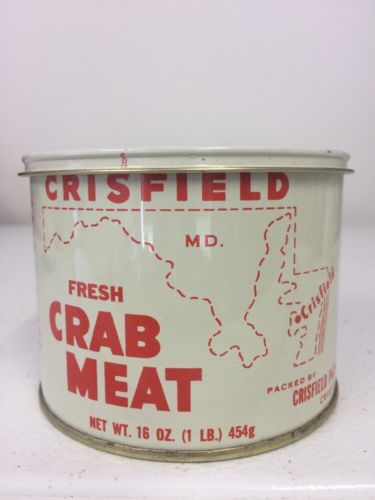 CRISFIELD
MD.
Crisfield
FRESH
CRAB
MEAT
PACKED BY
CRISFIELD
NET WT. 16 OZ. (1 LB.) 454g